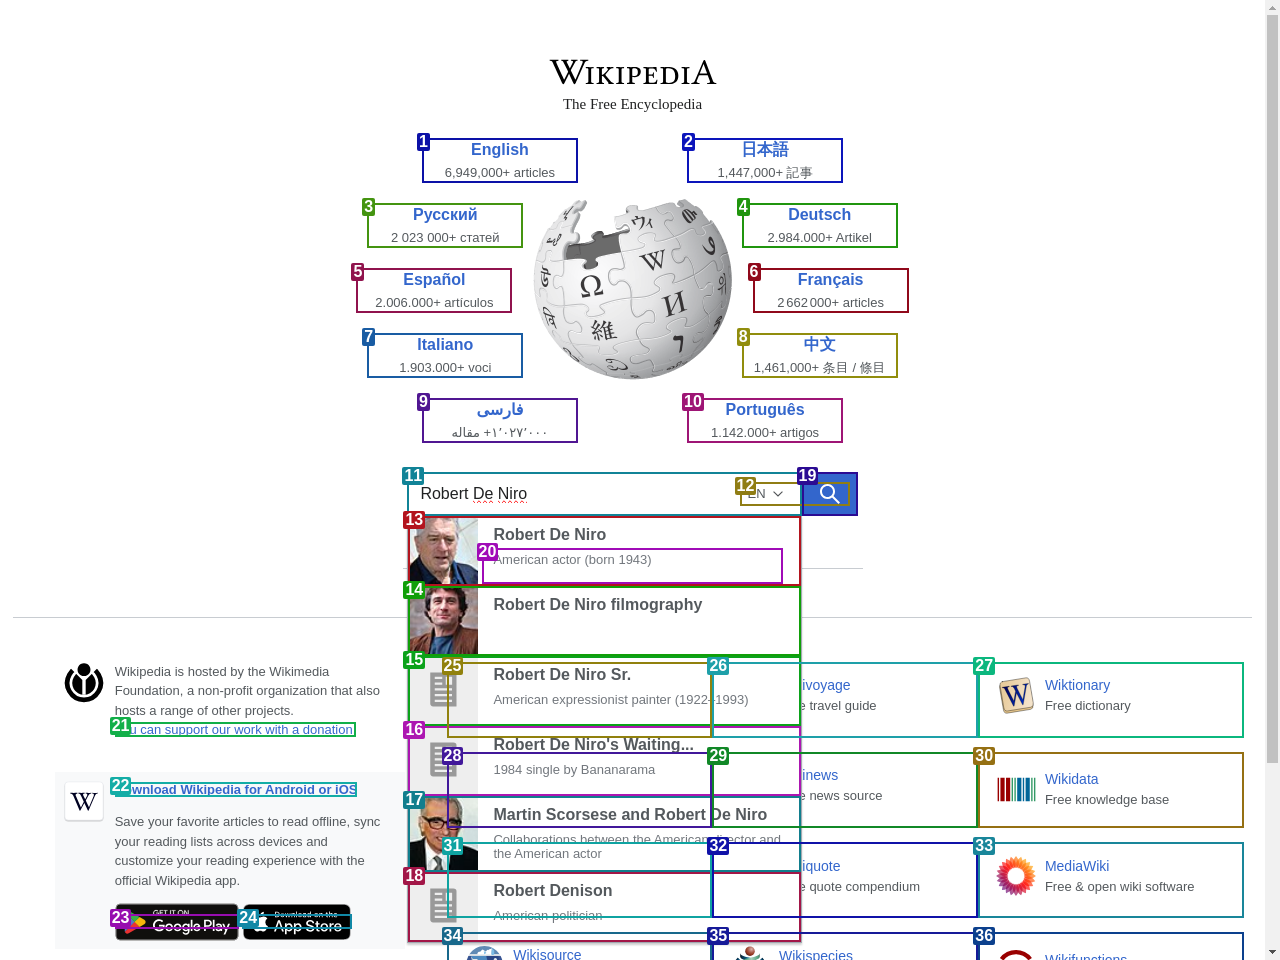 WIKIPEDIA
The Free Encyclopedia
1
English
6,949,000+ articles
2
日本語
1,447,000+ 記事
3
Русский
2 023 000+ статей
4
Deutsch
2.984.000+ Artikel
5
Español
2.006.000+ artículos
6
Français
2 662 000+ articles
7
Italiano
1.903.000+ voci
8
中文
1,461,000+ 条目 / 條目
9
فارسی
۱٬۰۲۷٬۰۰۰+ مقاله
10
Português
1.142.000+ artigos
11
Robert De Niro
12
EN
19
13
Robert De Niro
20
American actor (born 1943)
14
Robert De Niro filmography
15
Robert De Niro Sr.
American expressionist painter (1922–1993)
16
Robert De Niro's Waiting...
1984 single by Bananarama
17
Martin Scorsese and Robert De Niro
Collaborations between the American director and
the American actor
18
Robert Denison
American politician
Wikipedia is hosted by the Wikimedia
Foundation, a non-profit organization that also
hosts a range of other projects.
21
u can support our work with a donation.
22
wnload Wikipedia for Android or iOS
Save your favorite articles to read offline, sync
your reading lists across devices and
customize your reading experience with the
official Wikipedia app.
23
GET IT ON
Google Play
24
Download on the
App Store
25
26
ivoyage
e travel guide
27
Wiktionary
Free dictionary
28
29
inews
e news source
30
Wikidata
Free knowledge base
31
32
iquote
e quote compendium
33
MediaWiki
Free & open wiki software
34
Wikisource
35
Wikispecies
36
Wikifunctions